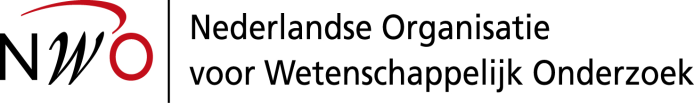 NWO
Nederlandse Organisatie
voor Wetenschappelijk Onderzoek